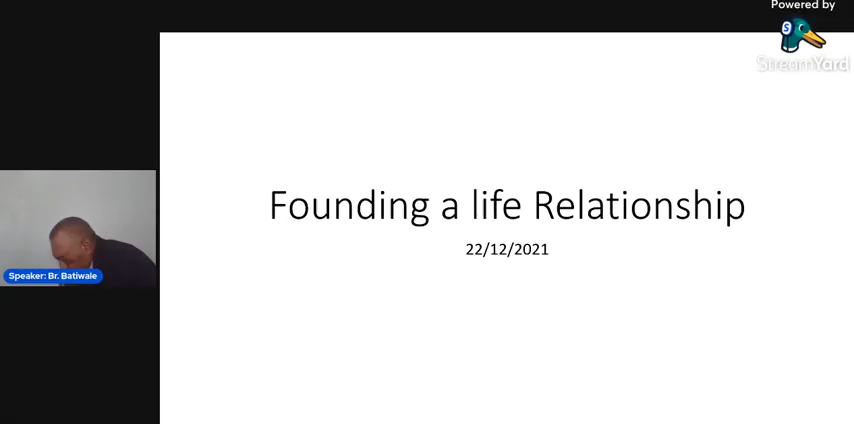 Powered by
StreamYard
Founding a life Relationship
22/12/2021
Speaker: Br. Batiwale